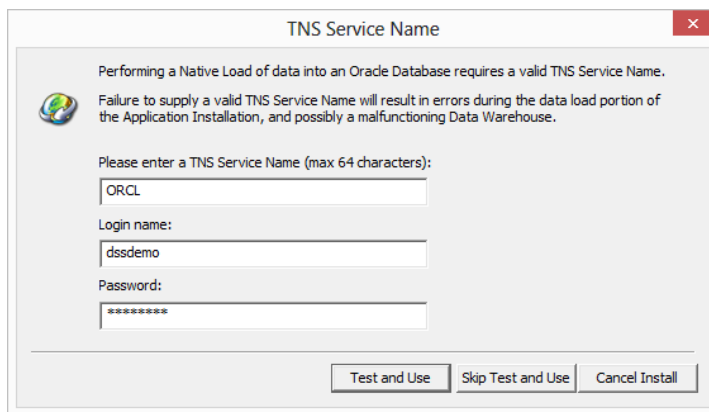 TNS Service Name
Performing a Native Load of data into an Oracle Database requires a valid TNS Service Name.
Failure to supply a valid TNS Service Name will result in errors during the data load portion of
the Application Installation, and possibly a malfunctioning Data Warehouse.
Please enter a TNS Service Name (max 64 characters):
ORCL
Login name:
dssdemo
Password:
********
Test and Use Skip Test and Use Cancel Install